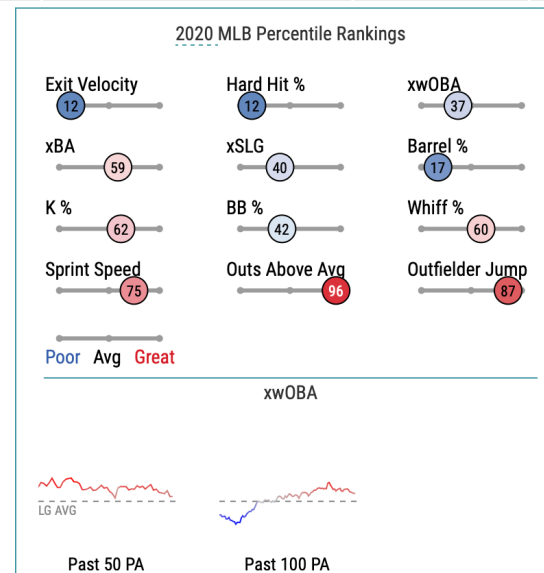 2020 MLB Percentile Rankings
Exit Velocity Hard Hit % xwOBA
12 12 37
xBA xSLG Barrel %
59 40 17
K % BB % Whiff %
62 42 60
Sprint Speed Outs Above Avg Outfielder Jump
75 96 87
Poor Avg Great
xwOBA
LG AVG
Past 50 PA Past 100 PA